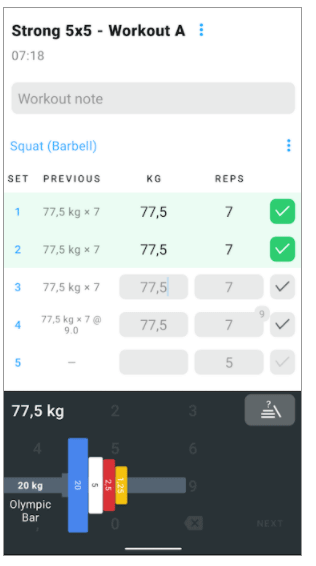 Strong 5x5 - Workout A
07:18
Workout note
Squat (Barbell)
SET PREVIOUS KG REPS
1 77,5 kg × 7 77,5 7
2 77,5 kg × 7 77,5 7
3 77,5 kg × 7 77,5 7
9
4 77,5 kg × 7 @ 9.0 77,5 7
5 — 5
77,5 kg 2 3 ?
4 5 6
20 kg 20 5 2.5 1.25 9
Olympic
Bar
0 NEXT